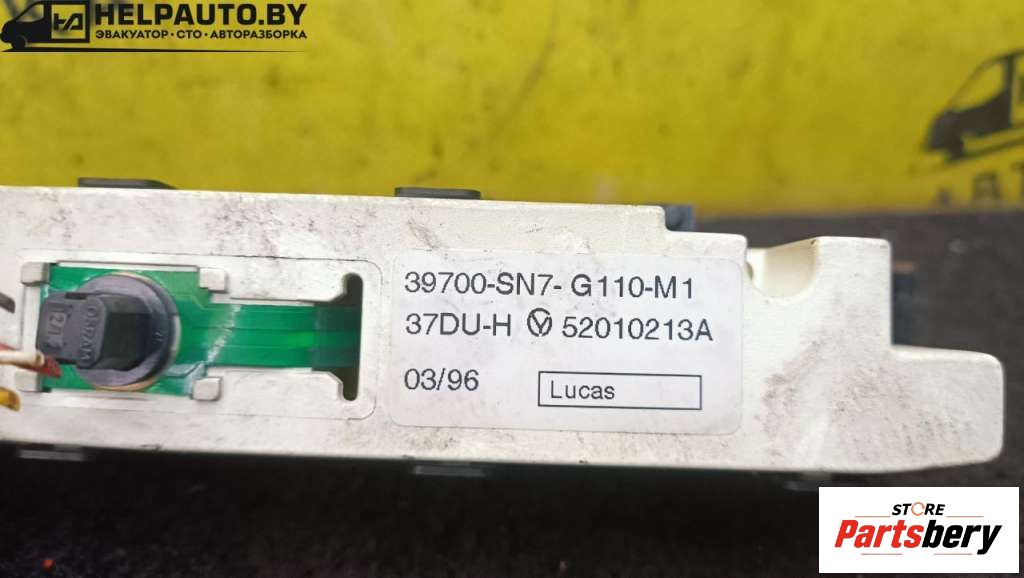 HELPAUTO.BY
ЭВАКУАТОР • СТО • АВТОРАЗБОРКА
39700-SN7- G110-M1
37DU-H V 52010213A
03/96
Lucas
STORE
Partsbery